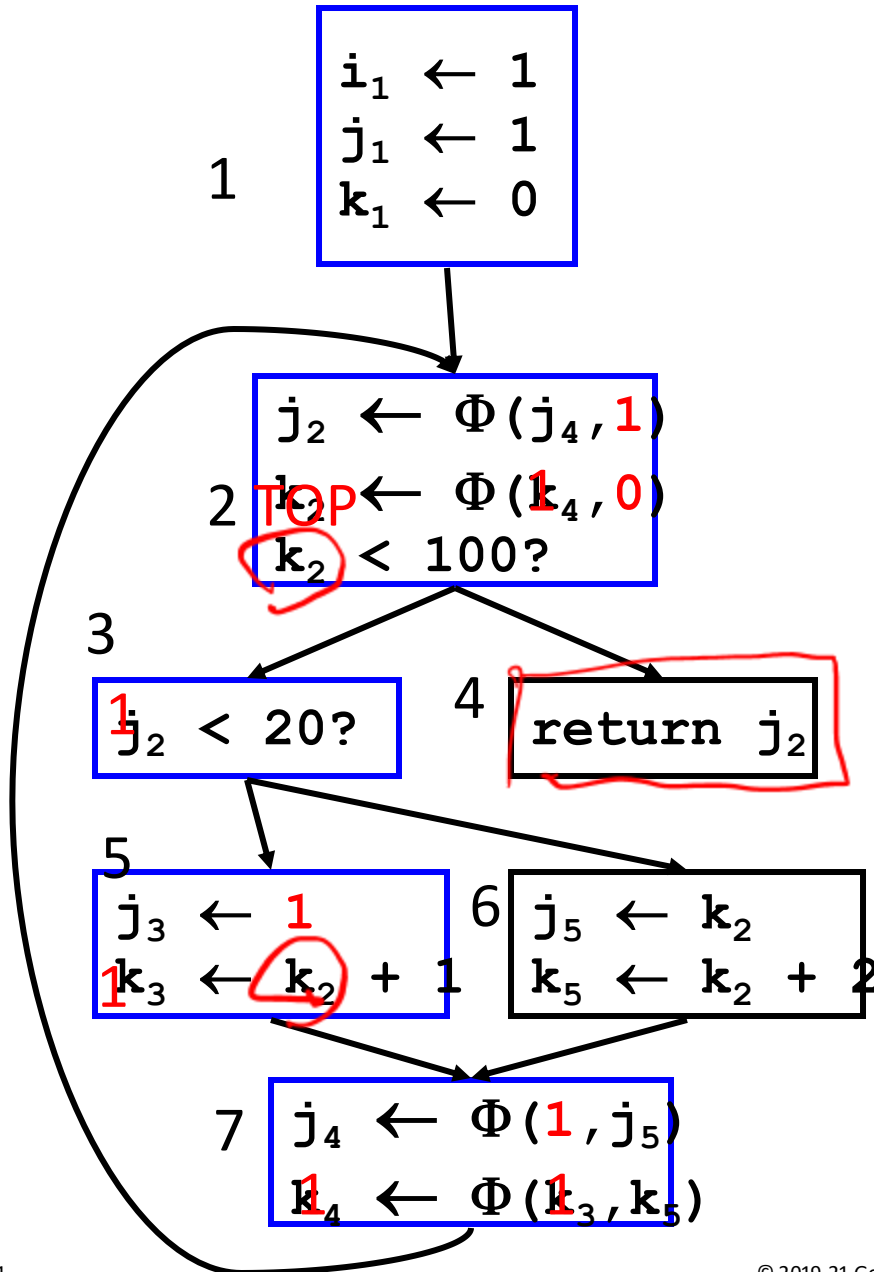 1
i₁ ← 1
j₁ ← 1
k₁ ← 0
2
j₂ ← Φ(j₄,1)
TOP
k₂ ← Φ(k₄,0)
1
k₂ < 100?
3
1
j₂ < 20?
4
return j₂
5
j₃ ← 1
1
k₃ ← k₂ + 1
6
j₅ ← k₂
k₅ ← k₂ + 2
7
j₄ ← Φ(1,j₅)
1
1
k₄ ← Φ(k₃,k₅)